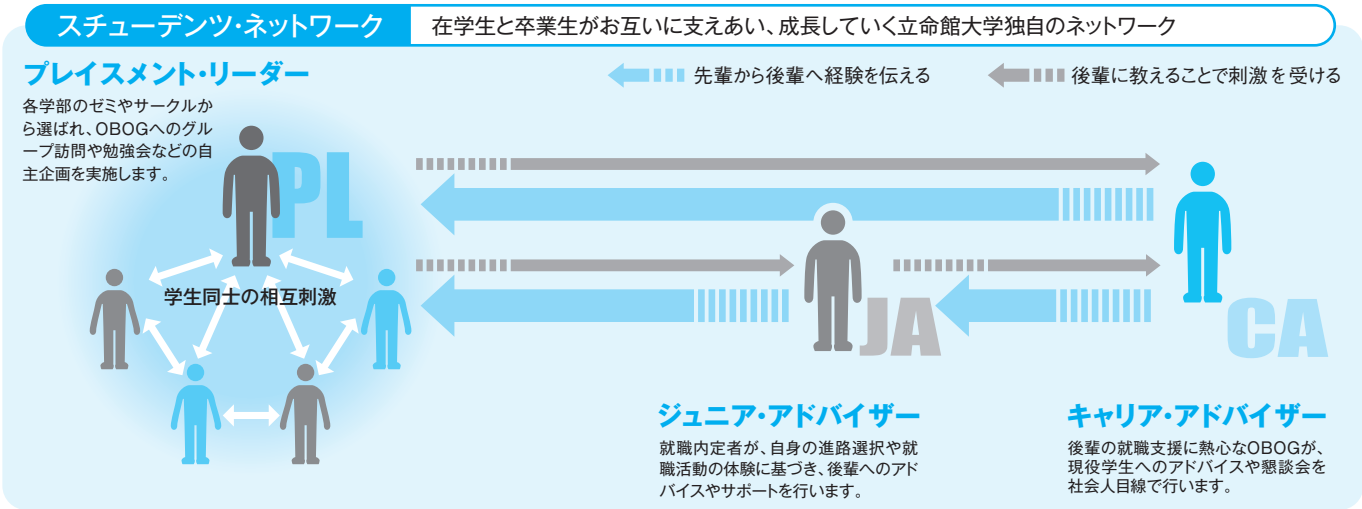 スチューデンツ・ネットワーク
在学生と卒業生がお互いに支えあい、成長していく立命館大学独自のネットワーク
プレイスメント・リーダー
各学部のゼミやサークルか
ら選ばれ、OBOGへのグル
ープ訪問や勉強会などの自
主企画を実施します。
先輩から後輩へ経験を伝える
後輩に教えることで刺激を受ける
PL
学生同士の相互刺激
JA
CA
ジュニア・アドバイザー
就職内定者が、自身の進路選択や就
職活動の体験に基づき、後輩へのアド
バイスやサポートを行います。
キャリア・アドバイザー
後輩の就職支援に熱心なOBOGが、
現役学生へのアドバイスや懇談会を
社会人目線で行います。